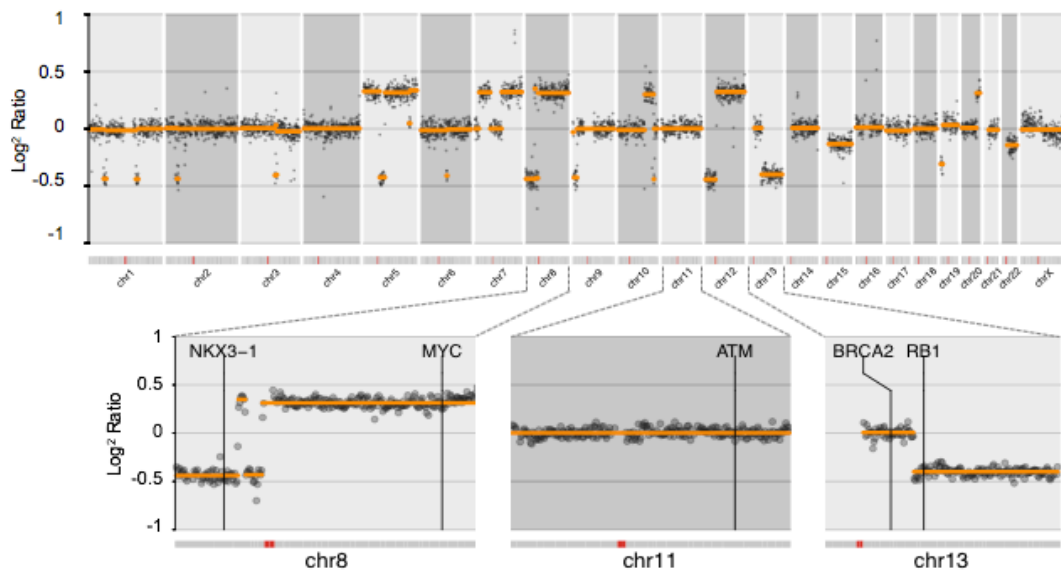 1
0.5
0
-0.5
-1
Log² Ratio
chr1
chr2
chr3
chr4
chr5
chr6
chr7
chr8
chr9
chr10
chr11
chr12
chr13
chr14
chr15
chr16
chr17
chr18
chr19
chr20
chr21
chr22
chrX
1
0.5
0
-0.5
-1
Log² Ratio
NKX3-1 MYC
ATM
BRCA2 RB1
chr8
chr11
chr13